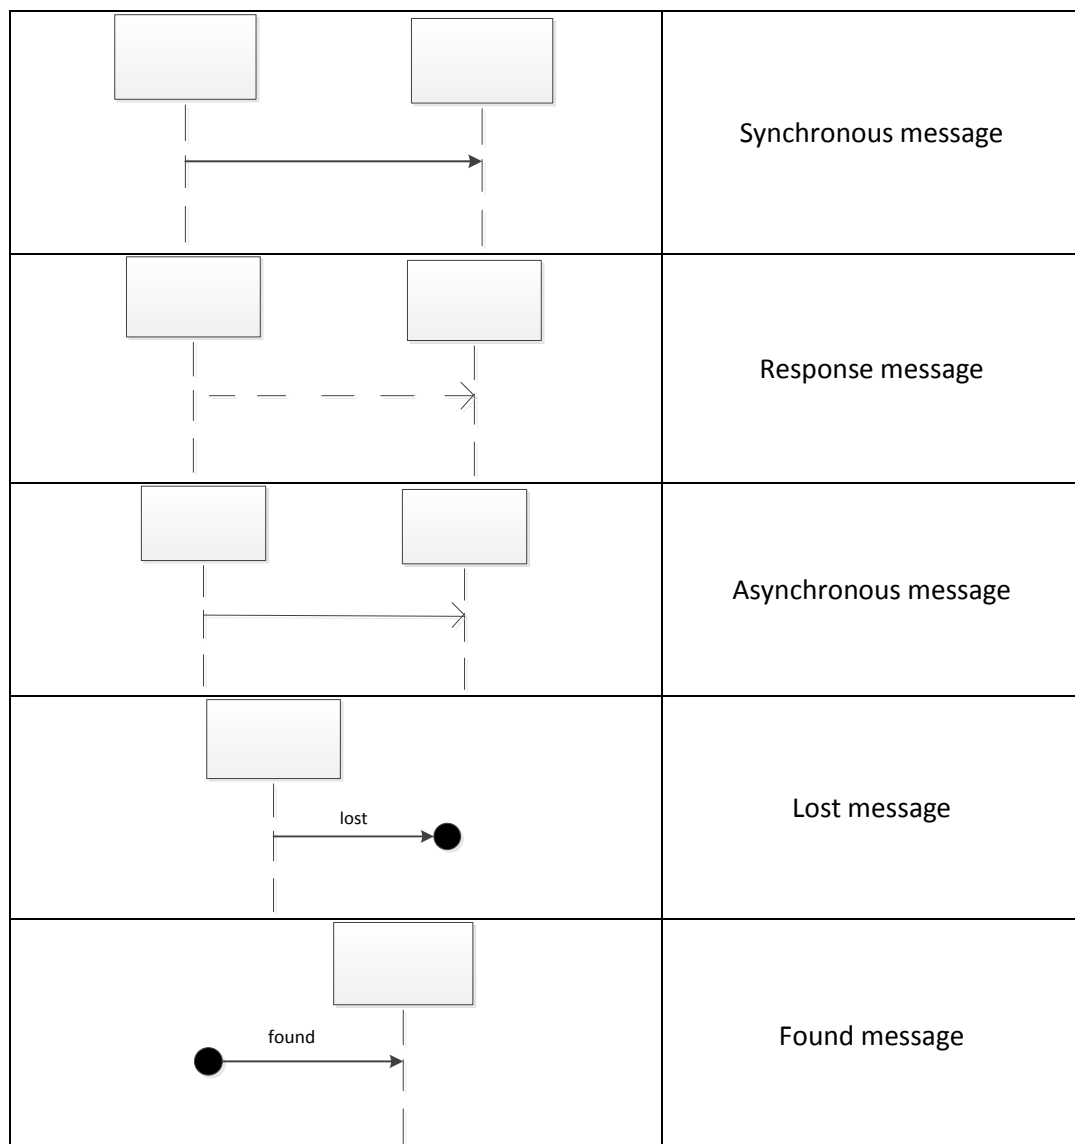 Synchronous message
Response message
Asynchronous message
lost
Lost message
found
Found message